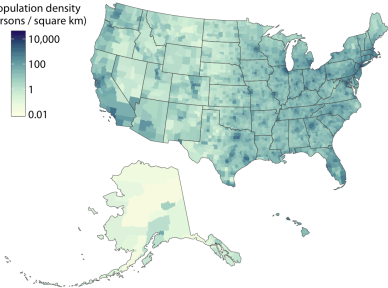 opulation density
rsons / square km)
10,000
100
1
0.01